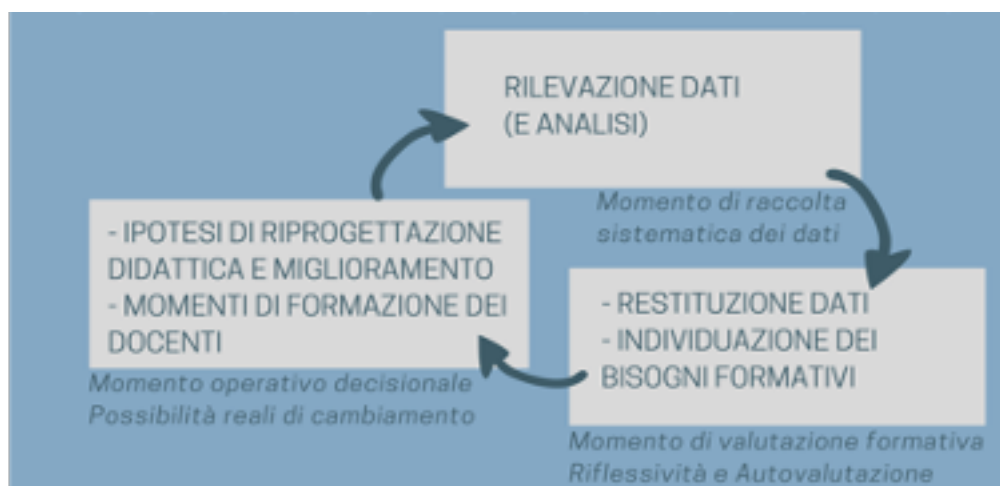 RILEVAZIONE DATI
(E ANALISI)
Momento di raccolta
sistematica dei dati
- RESTITUZIONE DATI
- INDIVIDUAZIONE DEI
BISOGNI FORMATIVI
Momento di valutazione formativa
Riflessività e Autovalutazione
- IPOTESI DI RIPROGETTAZIONE
DIDATTICA E MIGLIORAMENTO
- MOMENTI DI FORMAZIONE DEI
DOCENTI
Momento operativo decisionale
Possibilità reali di cambiamento